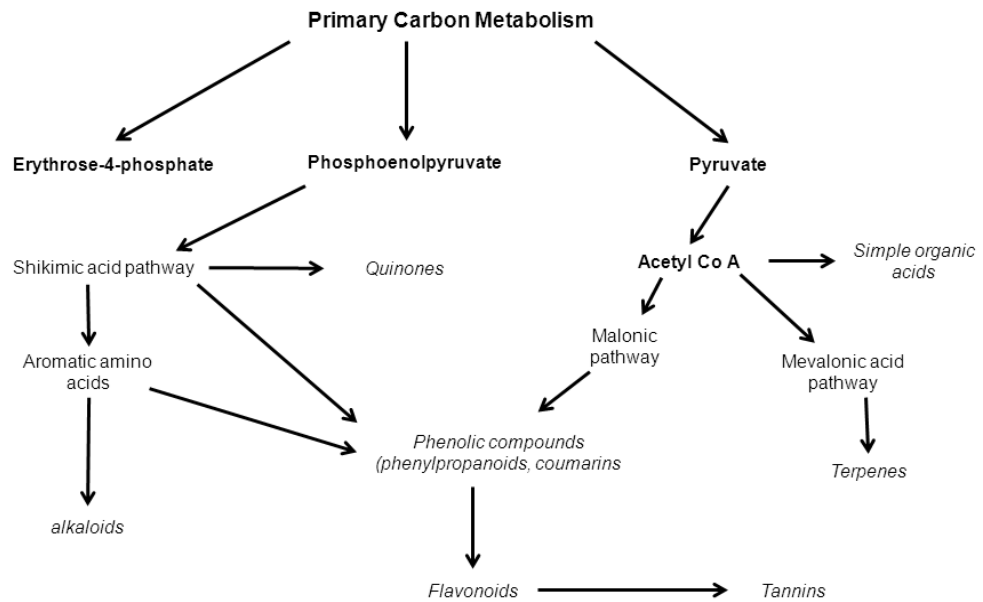 Primary Carbon Metabolism
Erythrose-4-phosphate
Phosphoenolpyruvate
Pyruvate
Shikimic acid pathway
Quinones
Acetyl Co A
Simple organic
acids
Malonic
pathway
Aromatic amino
acids
Mevalonic acid
pathway
Phenolic compounds
(phenylpropanoids, coumarins
Terpenes
alkaloids
Flavonoids
Tannins